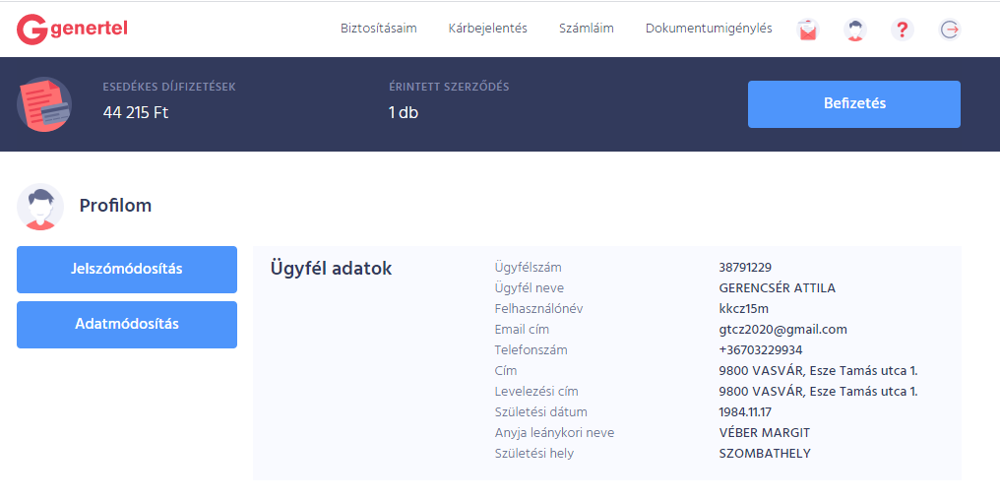 genertel
Biztosításaim Kárbejelentés Számláim Dokumentumigénylés ?
ESEDÉKES DÍJFIZETÉSEK ÉRINTETT SZERZŐDÉS
44 215 Ft 1 db Befizetés
Profilom
Jelszómódosítás
Adatmódosítás
Ügyfél adatok
Ügyfélszám 38791229
Ügyfél neve GERENCSÉR ATTILA
Felhasználónév kkcz15m
Email cím gtcz2020@gmail.com
Telefonszám +36703229934
Cím 9800 VASVÁR, Esze Tamás utca 1.
Levelezési cím 9800 VASVÁR, Esze Tamás utca 1.
Születési dátum 1984.11.17
Anyja leánykori neve VÉBER MARGIT
Születési hely SZOMBATHELY